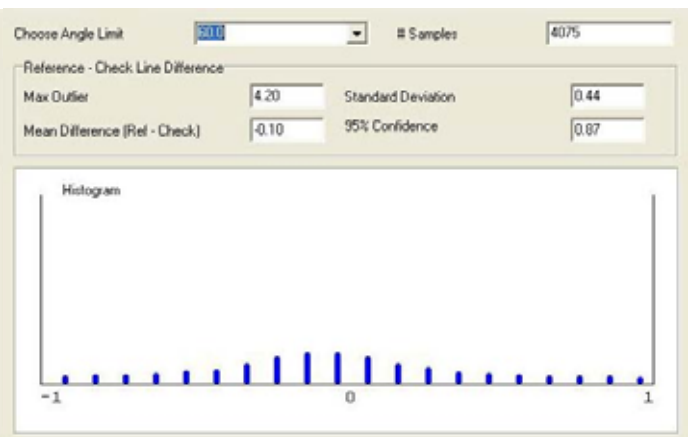 Choose Angle Limit 60.0 # Samples 4075
Reference - Check Line Difference
Max Outlier 4.20 Standard Deviation 0.44
Mean Difference (Ref - Check) -0.10 95% Confidence 0.87
Histogram
-1 0 1